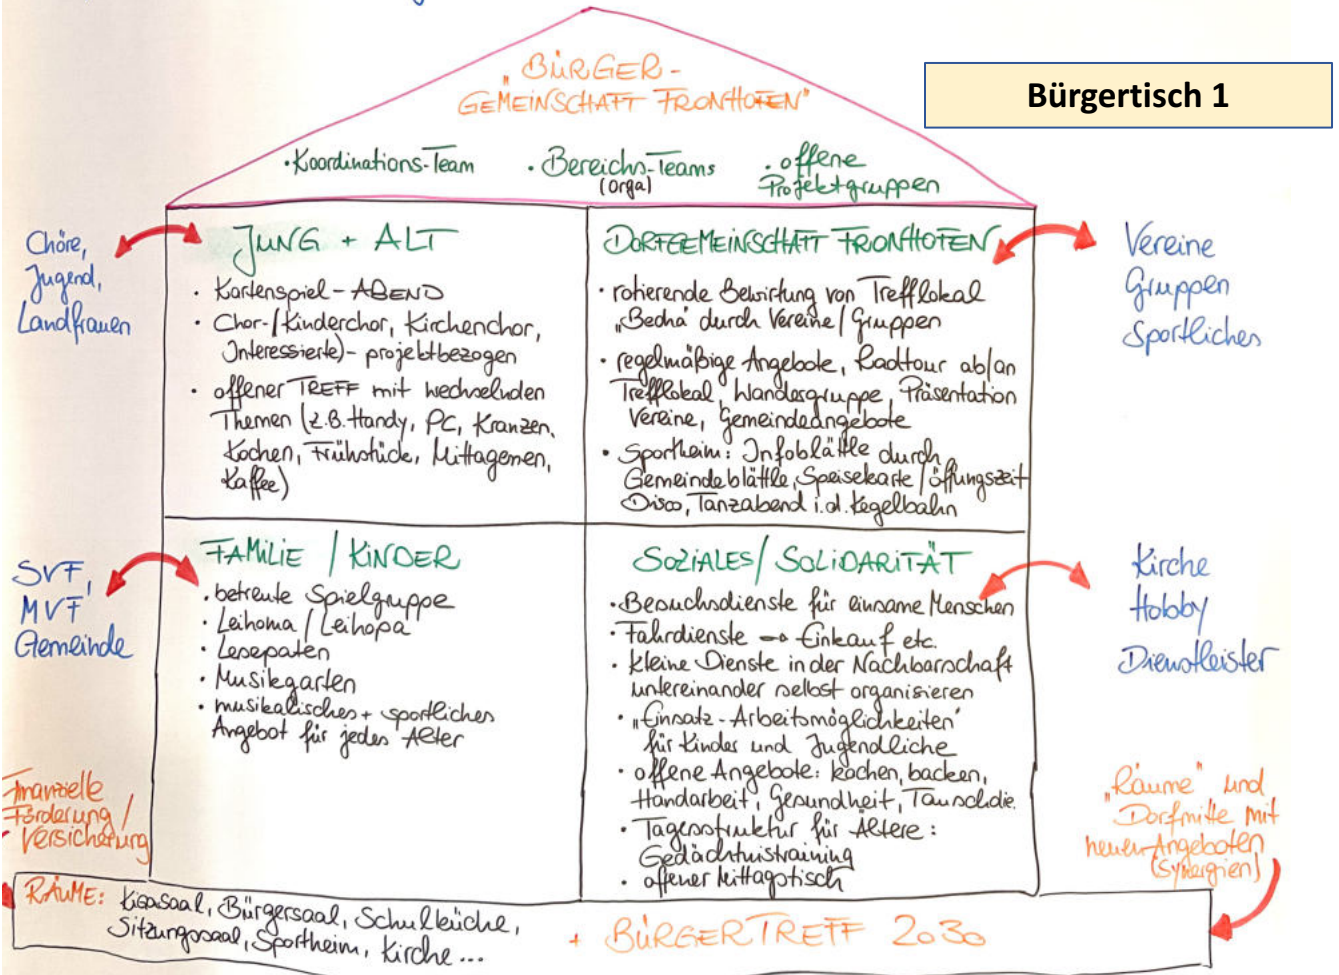 Bürgertisch 1
„BÜRGER-
GEMEINSCHAFT FRONHOFEN"
· Koordinations-Team
· Bereichs-Teams
(Orga)
· offene
Projektgruppen
Chöre,
Jugend,
Landfrauen
JUNG + ALT
· Kartenspiel-ABEND
· Chor-/Kinderchor, Kirchenchor,
Interessierte)- projektbezogen
· offener TREFF mit wechselnden
Themen (z.B. Handy, PC, Kranzen,
Kochen, Frühstück, Mittagessen,
Kaffee)
DORFGEMEINSCHAFT FRONHOFEN
· rotierende Bewirtung von Trefflokal
„Bedha" durch Vereine/Gruppen
· regelmäßige Angebote, Radtour ab/an
Trefflokal, Wandergruppe, Präsentation
Vereine, Gemeindeangebote
· Sportheim: Infoblättle durch
Gemeindeblättle, Speisekarte/Öffungszeit
Disco, Tanzabend i.d. Kegelbahn
Vereine
Gruppen
Sportliches
SVF,
MVF
Gemeinde
FAMILIE / KINDER
· betreute Spielgruppe
· Leihoma / Leihopa
· Lesepaten
· Musikgarten
· musikalisches + sportliches
Angebot für jedes Alter
SOZIALES/ SOLIDARITÄT
· Besuchsdienste für einsame Menschen
· Fahrdienste → Einkauf etc.
· kleine Dienste in der Nachbarschaft
untereinander selbst organisieren
· „Einsatz-Arbeitsmöglichkeiten"
für Kinder und Jugendliche
· offene Angebote: kochen, backen,
Handarbeit, Gesundheit, Tauschdie.
· Tagesstruktur für Ältere:
Gedächtnistraining
· offener Mittagstisch
Kirche
Hobby
Dienstleister
Finanzielle
Förderung/
Versicherung
„Räume" und
„Dorfmitte mit
neuen Angeboten
(Synergien)
RÄUME: Kigasaal, Bürgersaal, Schulküche,
Sitzungssaal, Sportheim, Kirche...
+ BÜRGERTREFF 2030